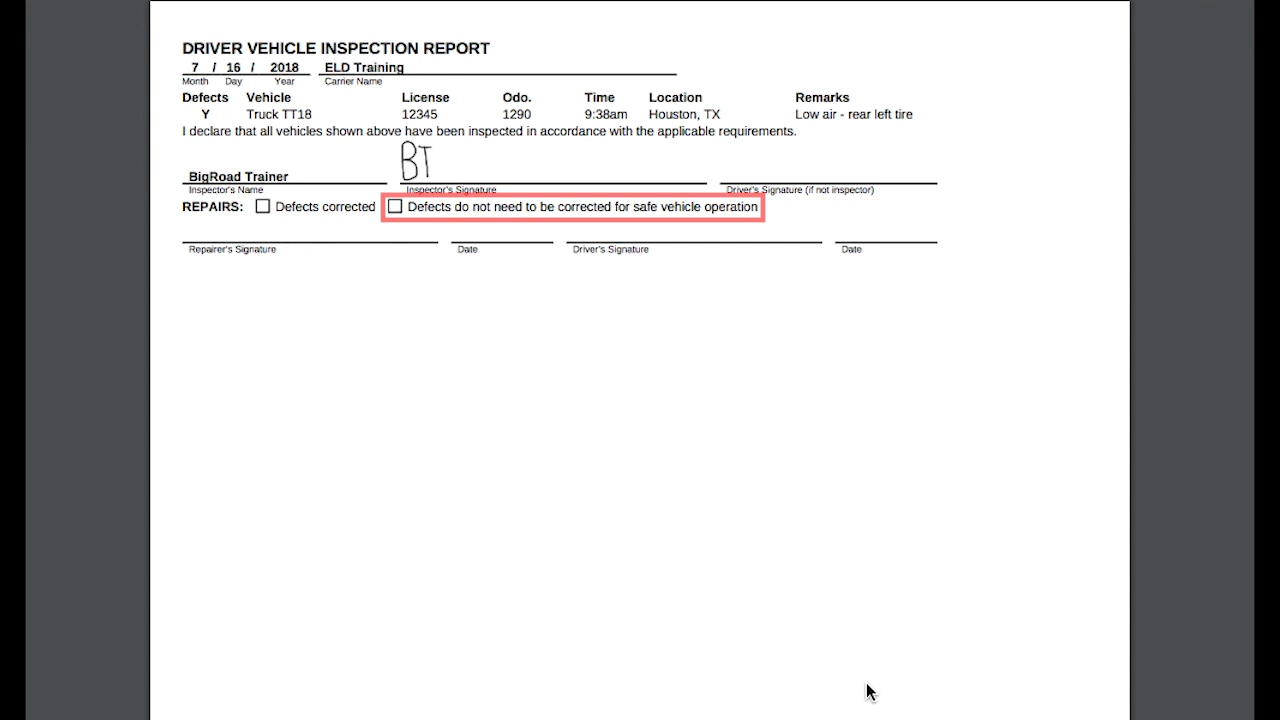 DRIVER VEHICLE INSPECTION REPORT
7 / 16 / 2018 ELD Training
Month Day Year Carrier Name
Defects Vehicle License Odo. Time Location Remarks
Y Truck TT18 12345 1290 9:38am Houston, TX Low air - rear left tire
I declare that all vehicles shown above have been inspected in accordance with the applicable requirements.
BigRoad Trainer BT
Inspector's Name Inspector's Signature Driver's Signature (if not inspector)
REPAIRS: Defects corrected Defects do not need to be corrected for safe vehicle operation
Repairer's Signature Date Driver's Signature Date